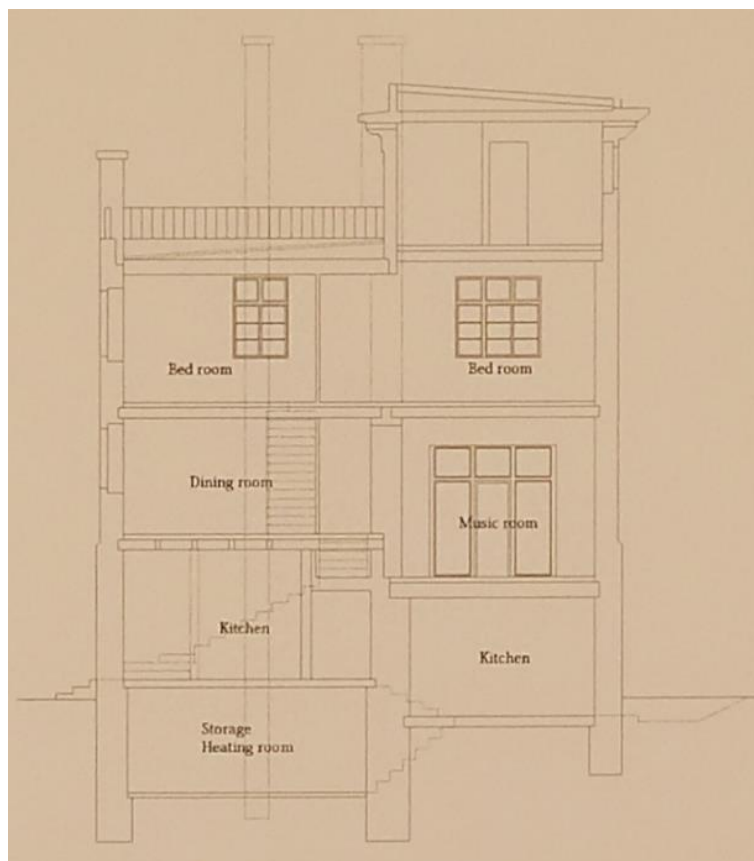 Bed room
Bed room
Dining room
Music room
Kitchen
Kitchen
Storage
Heating room